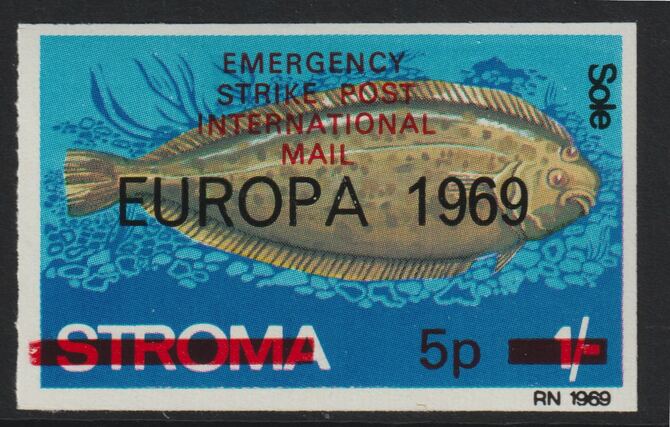 EMERGENCY
STRIKE POST
INTERNATIONAL
MAIL
Sole
EUROPA 1969
STROMA
5p
1/-
RN 1969